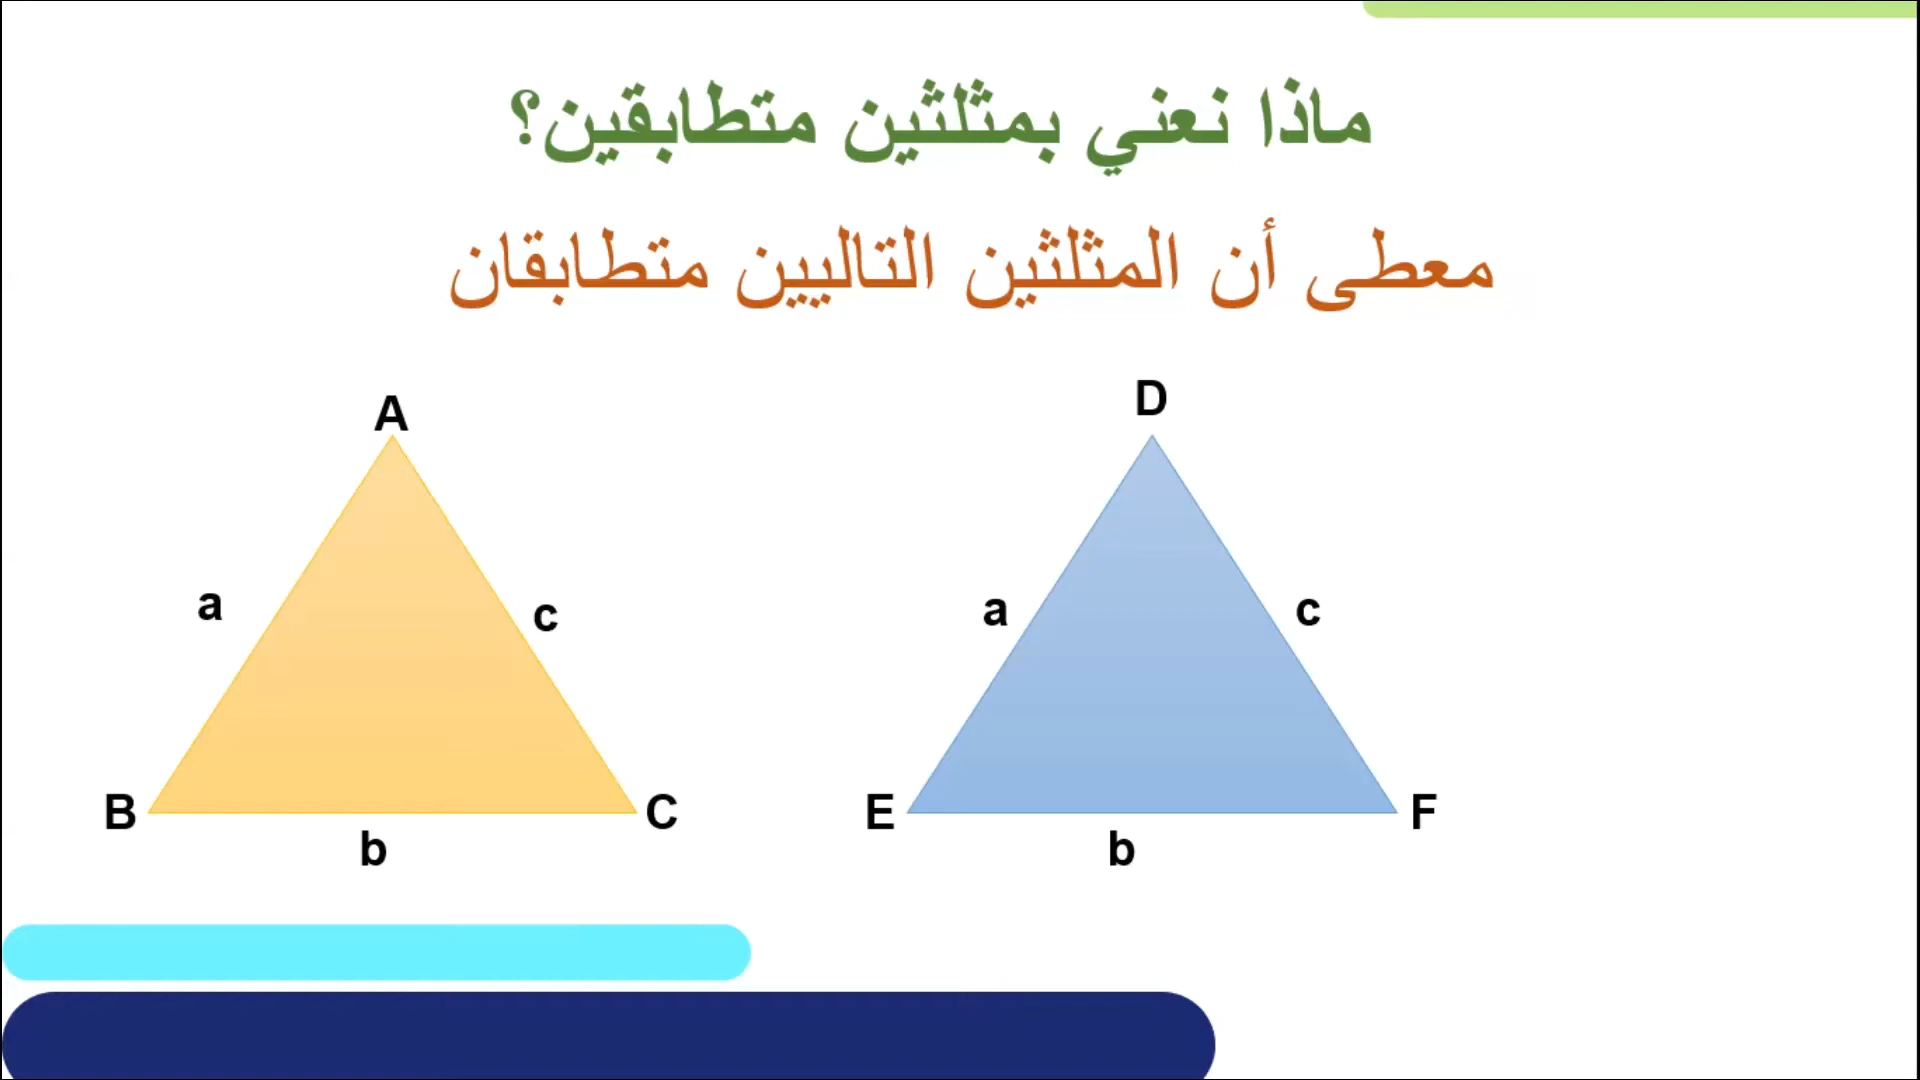 ماذا نعني بمثلثين متطابقين؟
معطى أن المثلثين التاليين متطابقان
A
D
a
c
a
c
B
C
E
F
b
b